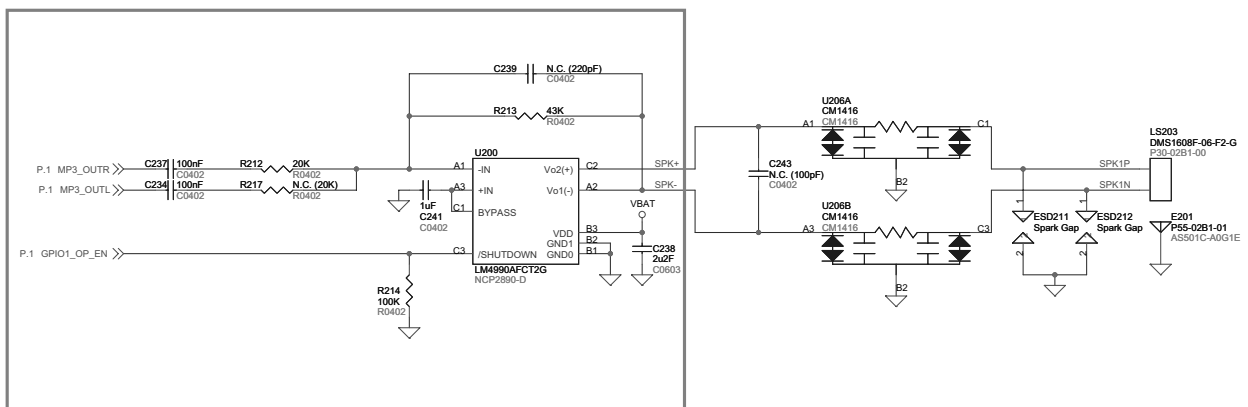 C239 N.C. (220pF)
C0402
R213 43K
R0402
U200
P.1 MP3_OUTR C237 100nF R212 20K A1 -IN Vo2(+) C2 SPK+
C0402 R0402
P.1 MP3_OUTL C234 100nF R217 N.C. (20K) A3 +IN Vo1(-) A2 SPK-
C0402 R0402
1uF C1 BYPASS
C241
C0402
VBAT
VDD B3
GND1 B2
GND0 B1
C238
2u2F
C0603
P.1 GPIO1_OP_EN C3 /SHUTDOWN
LM4990AFCT2G
NCP2890-D
R214
100K
R0402
C243
N.C. (100pF)
C0402
U206A
CM1416
CM1416
A1 C1
B2
U206B
CM1416
CM1416
A3 C3
B2
LS203
DMS1608F-06-F2-G
P30-02B1-00
SPK1P
SPK1N
1 1
ESD211
Spark Gap
ESD212
Spark Gap
2 2
E201
P55-02B1-01
AS501C-A0G1E